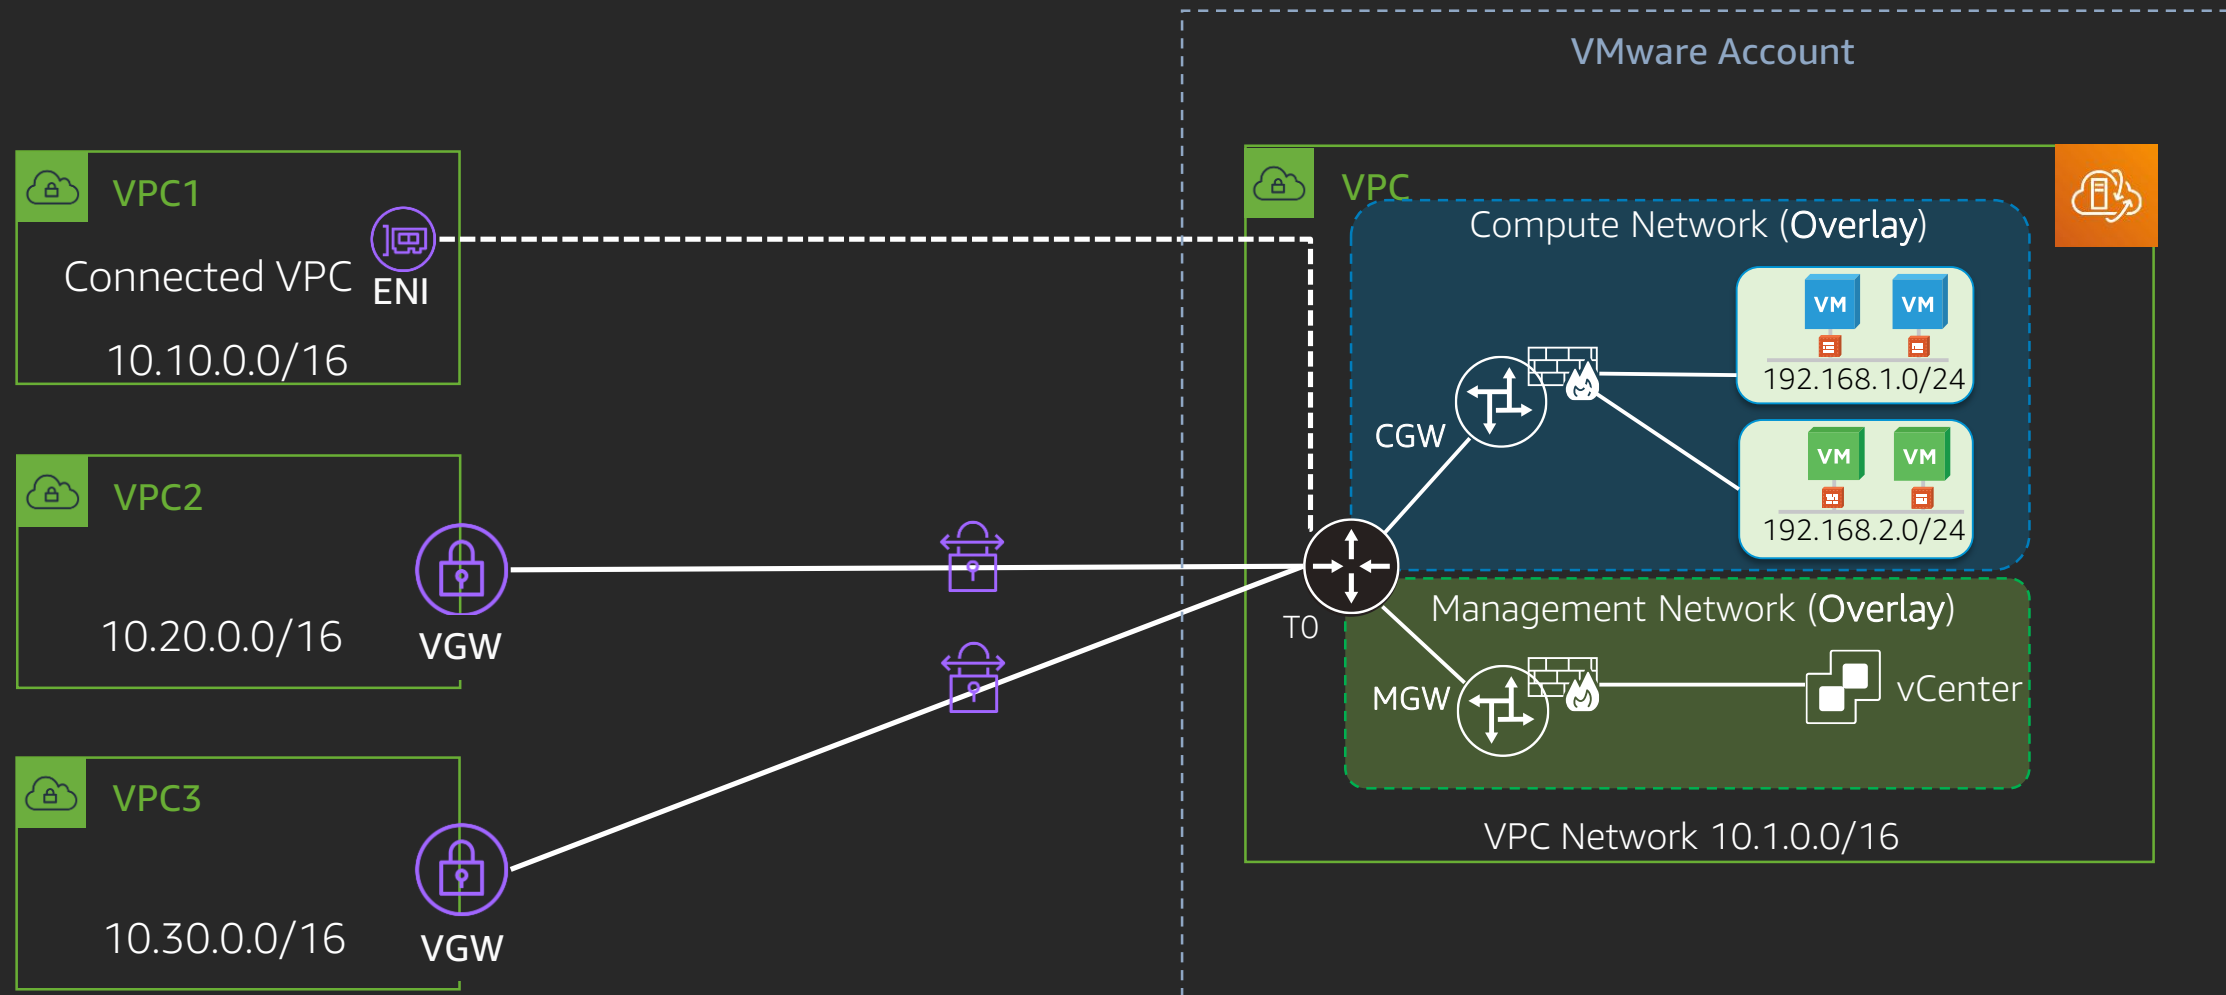 VMware Account
VPC1
Connected VPC
ENI
10.10.0.0/16
VPC2
10.20.0.0/16
VGW
VPC3
10.30.0.0/16
VGW
VPC
Compute Network (Overlay)
VM VM
192.168.1.0/24
CGW
VM VM
192.168.2.0/24
T0
Management Network (Overlay)
MGW
vCenter
VPC Network 10.1.0.0/16